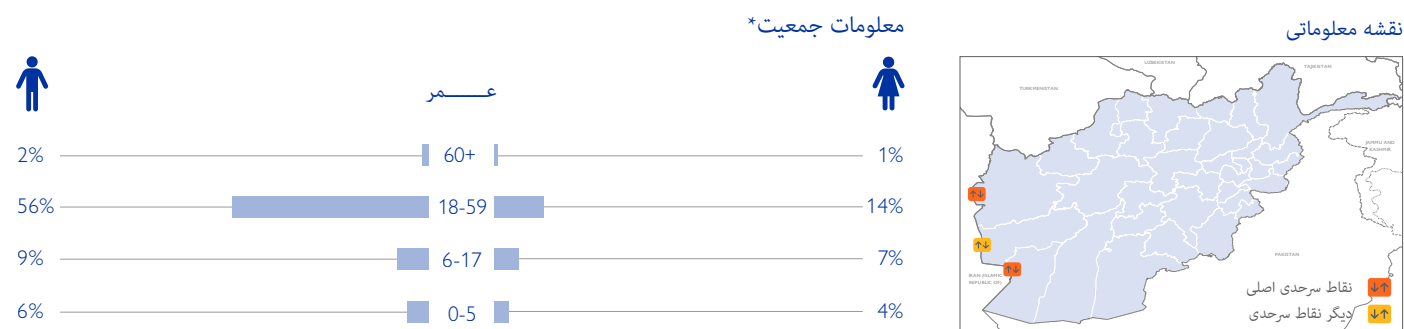 نقشه معلوماتی
معلومات جمعیت*
عـــــــمر
2% 60+ 1%
56% 18-59 14%
9% 6-17 7%
6% 0-5 4%
UZBEKISTAN
TAJIKISTAN
TURKMENISTAN
JAMMU AND
KASHMIR
PAKISTAN
IRAN (ISLAMIC
REPUBLIC OF)
نقاط سرحدی اصلی
دیگر نقاط سرحدی